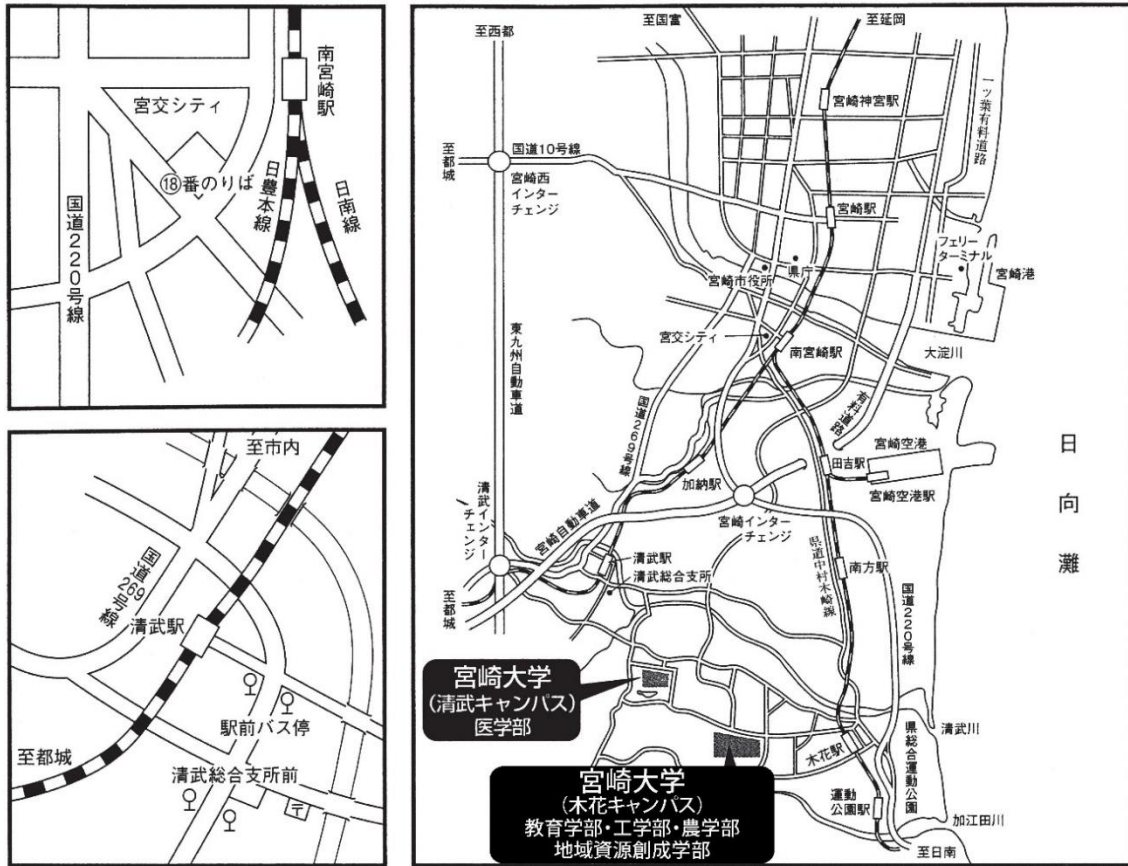 南宮崎駅
宮交シティ
⑱番のりば
日豊本線
日南線
国道220号線
至市内
国道
269
号線
清武駅
駅前バス停
至都城
清武総合支所前
至国富
至延岡
至西都
一ッ葉有料道路
宮崎神宮駅
至都城
国道10号線
宮崎西
インター
チェンジ
宮崎駅
フェリー
ターミナル
宮崎港
県庁
宮崎市役所
宮交シティ
南宮崎駅
大淀川
東九州自動車道
国道269号線
有料道路
宮崎空港
田吉駅
宮崎空港駅
加納駅
日向灘
清武インター
チェンジ
宮崎自動車道
宮崎インター
チェンジ
清武駅
清武総合支所
県道中村木崎線
南方駅
国道220号線
至都城
宮崎大学
(清武キャンパス)
医学部
清武川
木花駅
県総合運動公園
宮崎大学
(木花キャンパス)
教育学部・工学部・農学部
地域資源創成学部
運動
公園駅
加江田川
至日南